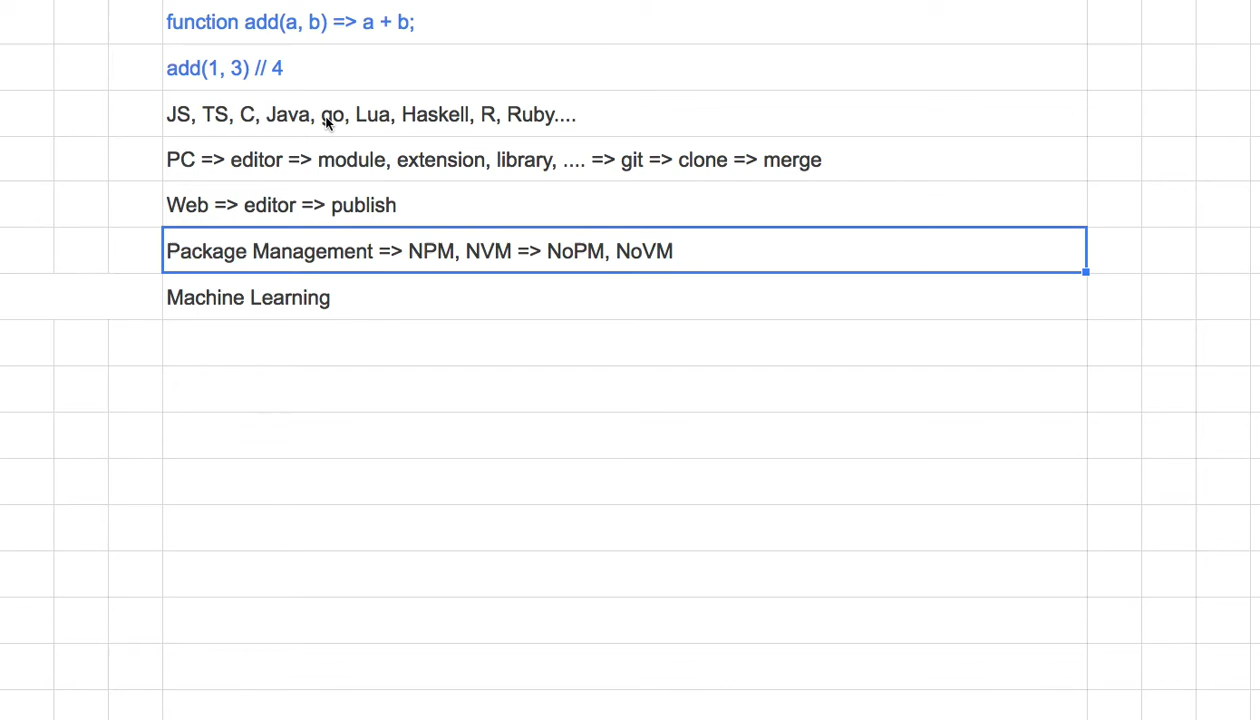 function add(a, b) => a + b;
add(1, 3) // 4
JS, TS, C, Java, go, Lua, Haskell, R, Ruby....
PC => editor => module, extension, library, .... => git => clone => merge
Web => editor => publish
Package Management => NPM, NVM => NoPM, NoVM
Machine Learning